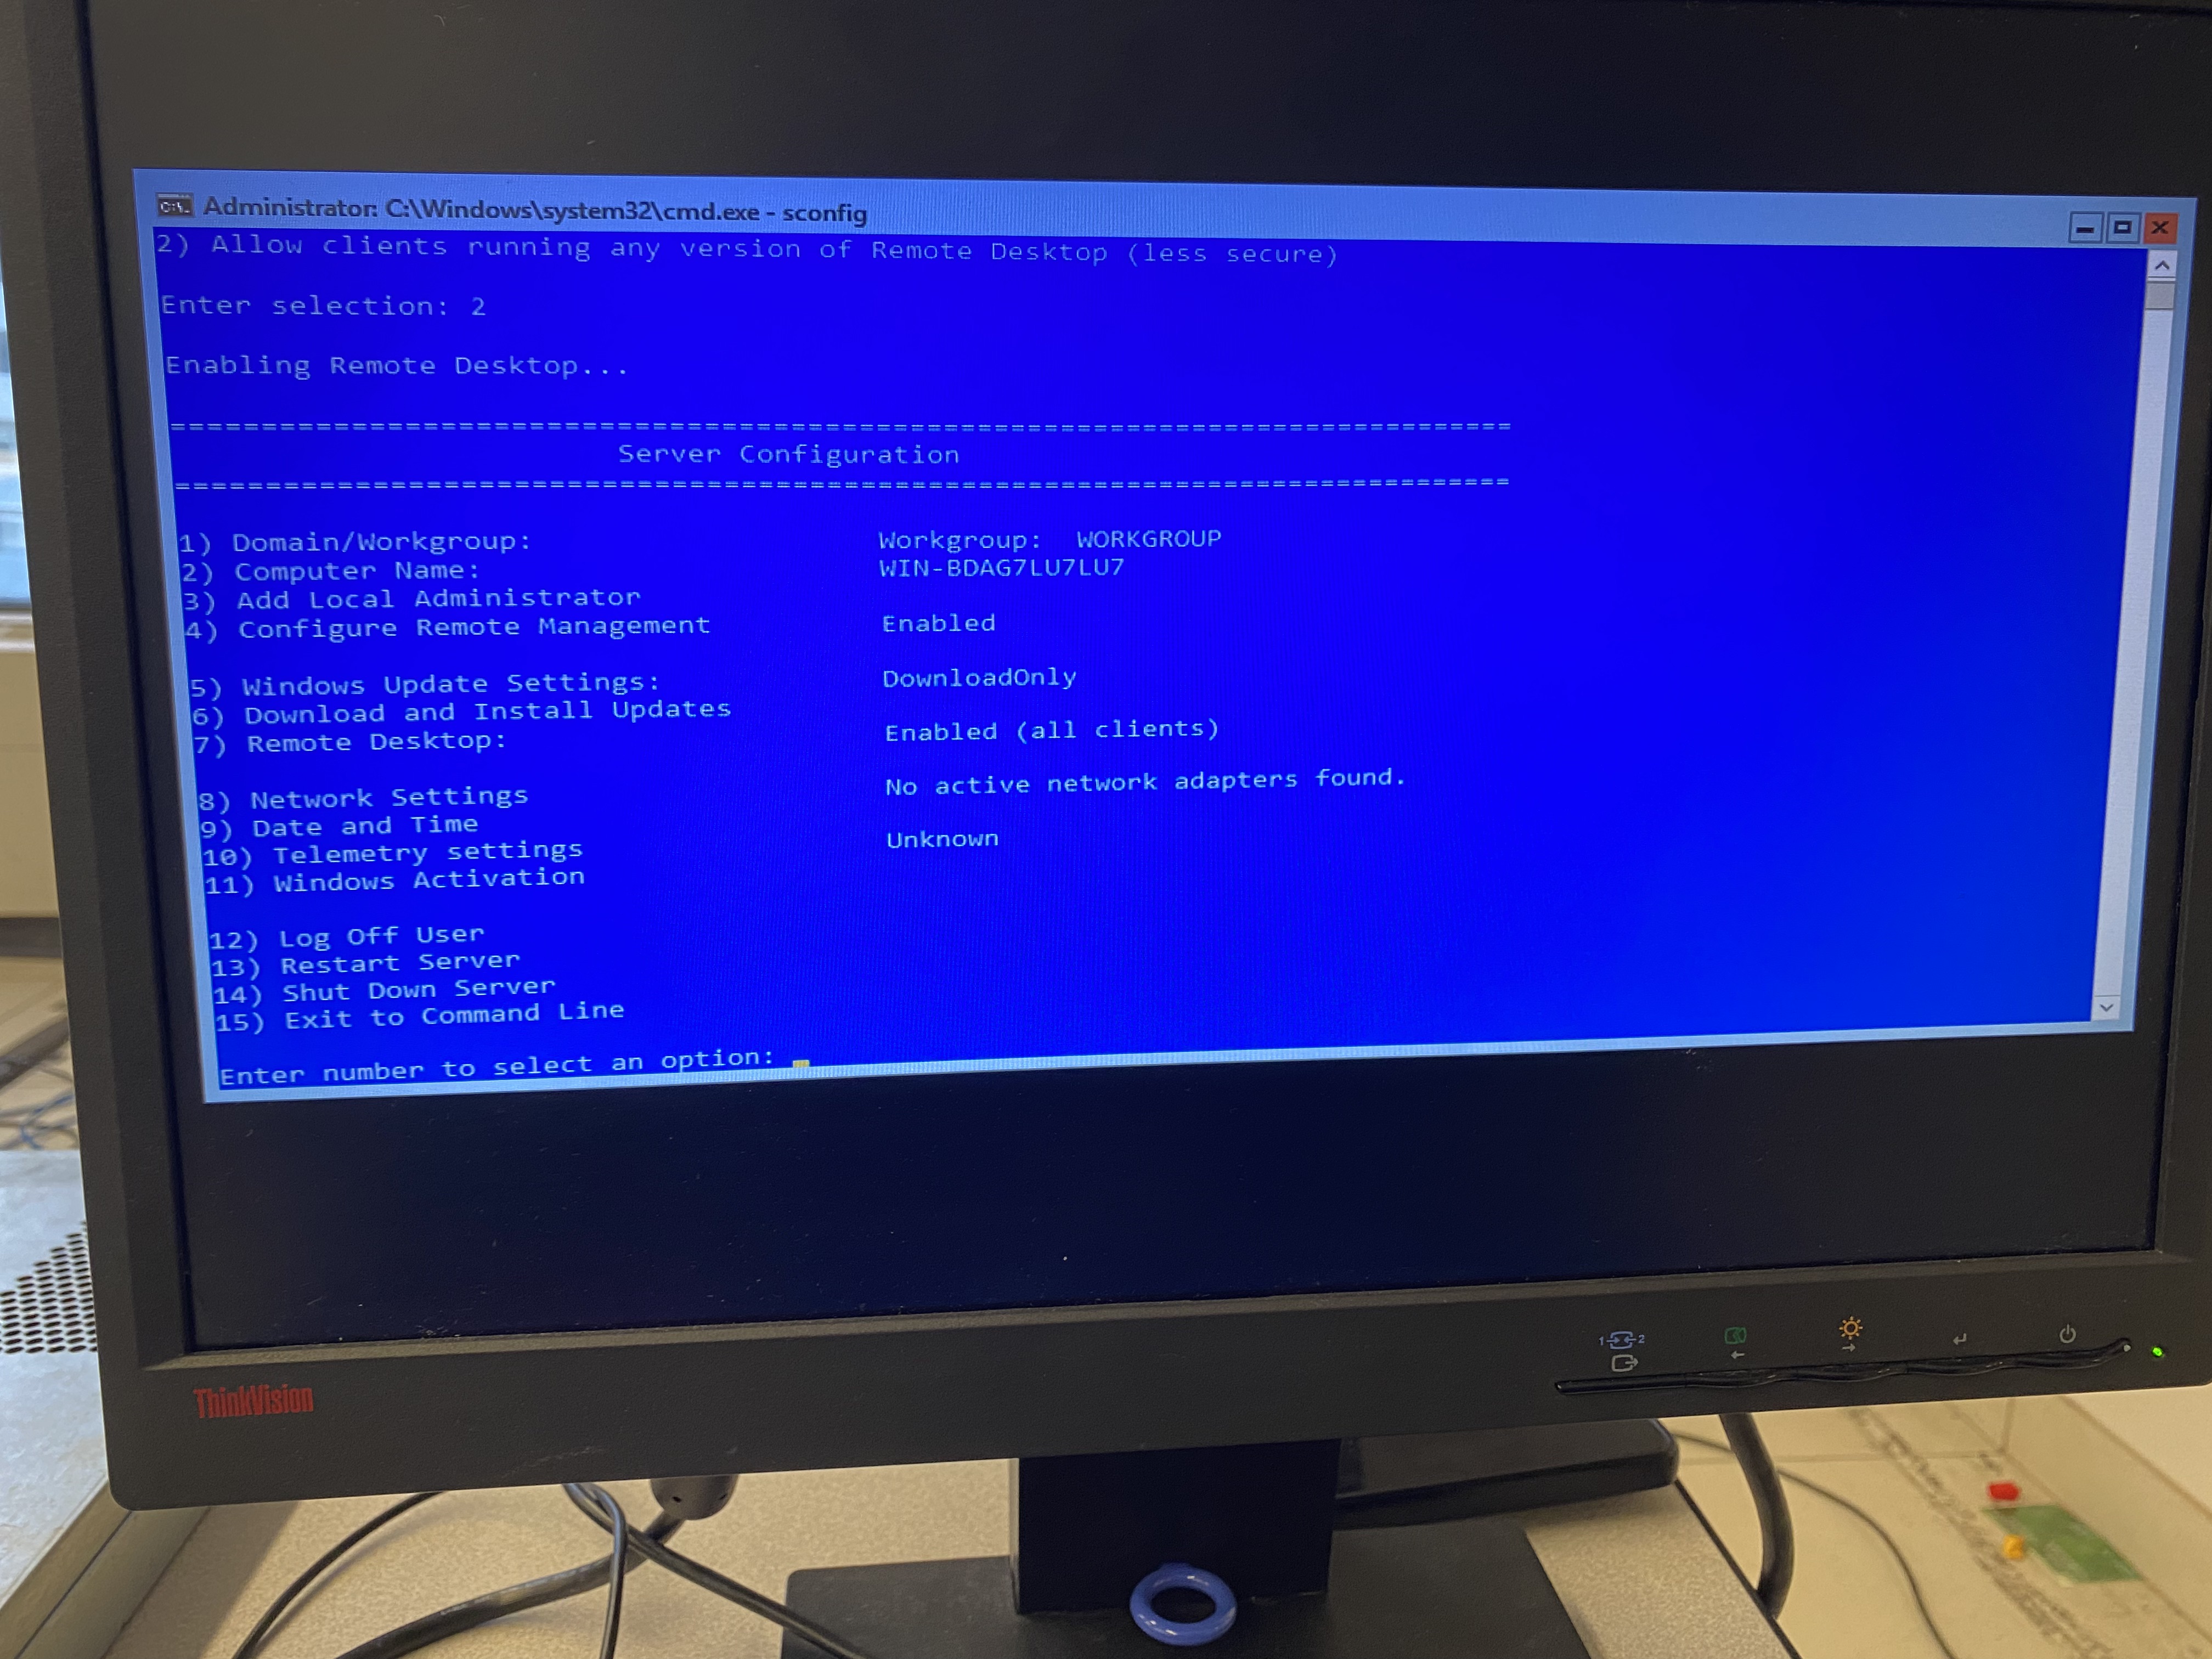 Administrator: C:\Windows\system32\cmd.exe - sconfig
2) Allow clients running any version of Remote Desktop (less secure)
Enter selection: 2
Enabling Remote Desktop...
===============================================================================
Server Configuration
===============================================================================
1) Domain/Workgroup: Workgroup: WORKGROUP
2) Computer Name: WIN-BDAG7LU7LU7
3) Add Local Administrator
4) Configure Remote Management Enabled
5) Windows Update Settings: DownloadOnly
6) Download and Install Updates
7) Remote Desktop: Enabled (all clients)
8) Network Settings No active network adapters found.
9) Date and Time
10) Telemetry settings Unknown
11) Windows Activation
12) Log Off User
13) Restart Server
14) Shut Down Server
15) Exit to Command Line
Enter number to select an option:
1 2
ThinkVision